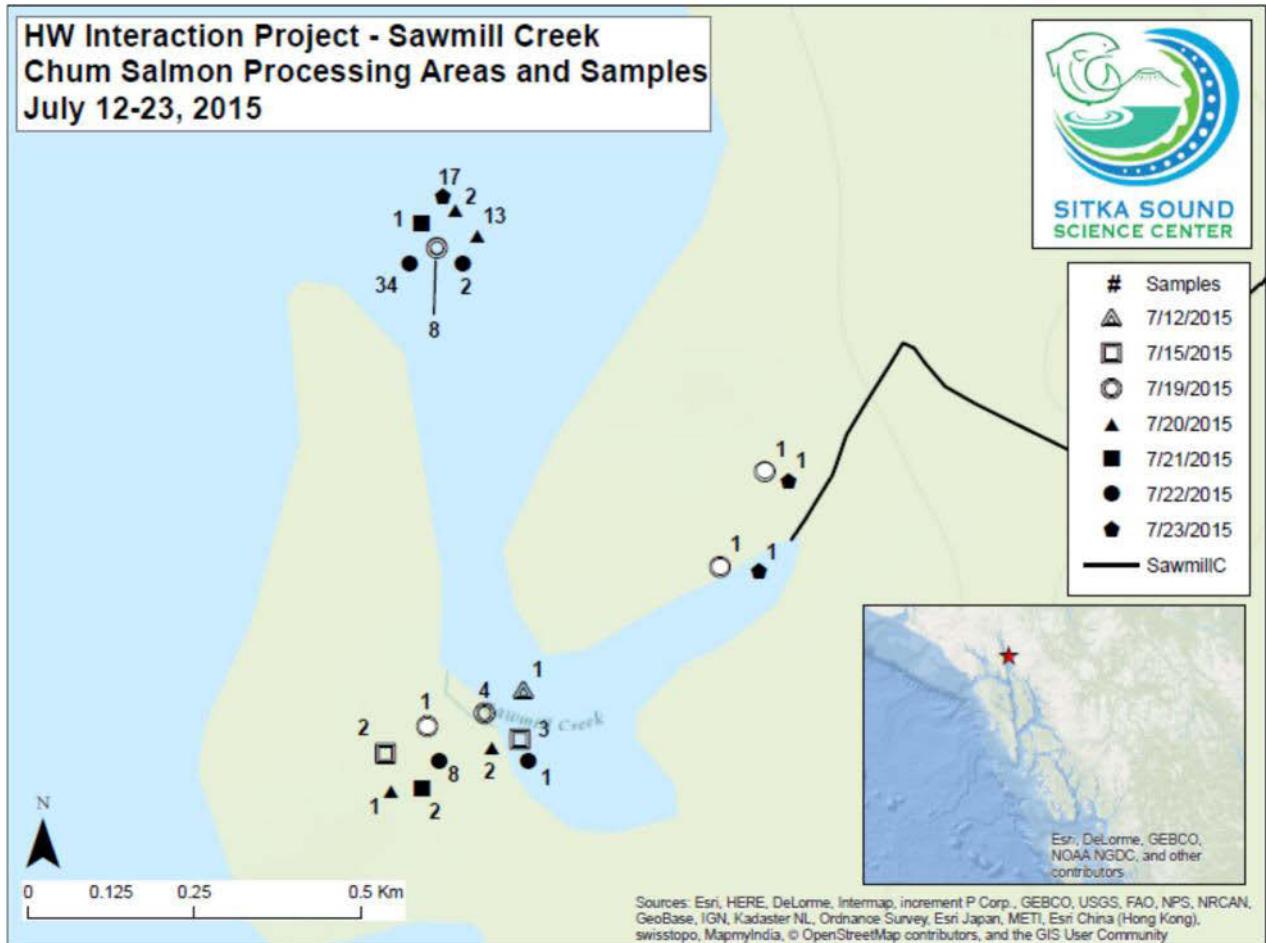 HW Interaction Project - Sawmill Creek
Chum Salmon Processing Areas and Samples
July 12-23, 2015
SITKA SOUND
SCIENCE CENTER
17
2
1
13
34
2
8
# Samples
7/12/2015
7/15/2015
7/19/2015
7/20/2015
7/21/2015
7/22/2015
7/23/2015
SawmillC
1
1
1
1
1
4
1
2
3
Sawmill Creek
8
2
1
1
2
N
0 0.125 0.25 0.5 Km
Esri, DeLorme, GEBCO,
NOAA NGDC, and other
contributors
Sources: Esri, HERE, DeLorme, Intermap, increment P Corp., GEBCO, USGS, FAO, NPS, NRCAN,
GeoBase, IGN, Kadaster NL, Ordnance Survey, Esri Japan, METI, Esri China (Hong Kong),
swisstopo, MapmyIndia, © OpenStreetMap contributors, and the GIS User Community